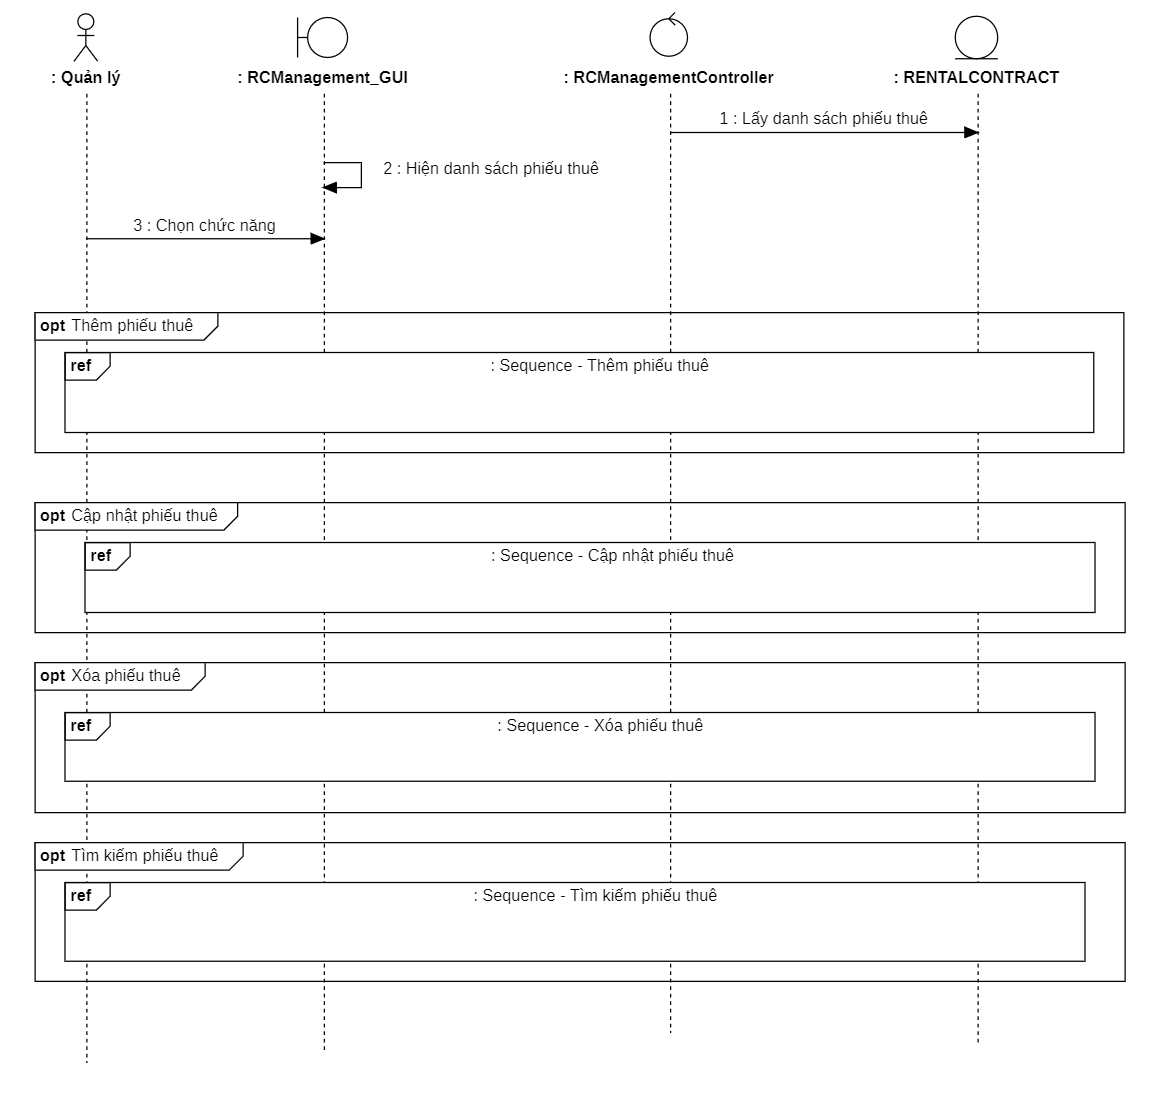 : Quản lý
: RCManagement_GUI
: RCManagementController
: RENTALCONTRACT
1 : Lấy danh sách phiếu thuê
2 : Hiện danh sách phiếu thuê
3 : Chọn chức năng
opt Thêm phiếu thuê
ref : Sequence - Thêm phiếu thuê
opt Cập nhật phiếu thuê
ref : Sequence - Cập nhật phiếu thuê
opt Xóa phiếu thuê
ref : Sequence - Xóa phiếu thuê
opt Tìm kiếm phiếu thuê
ref : Sequence - Tìm kiếm phiếu thuê